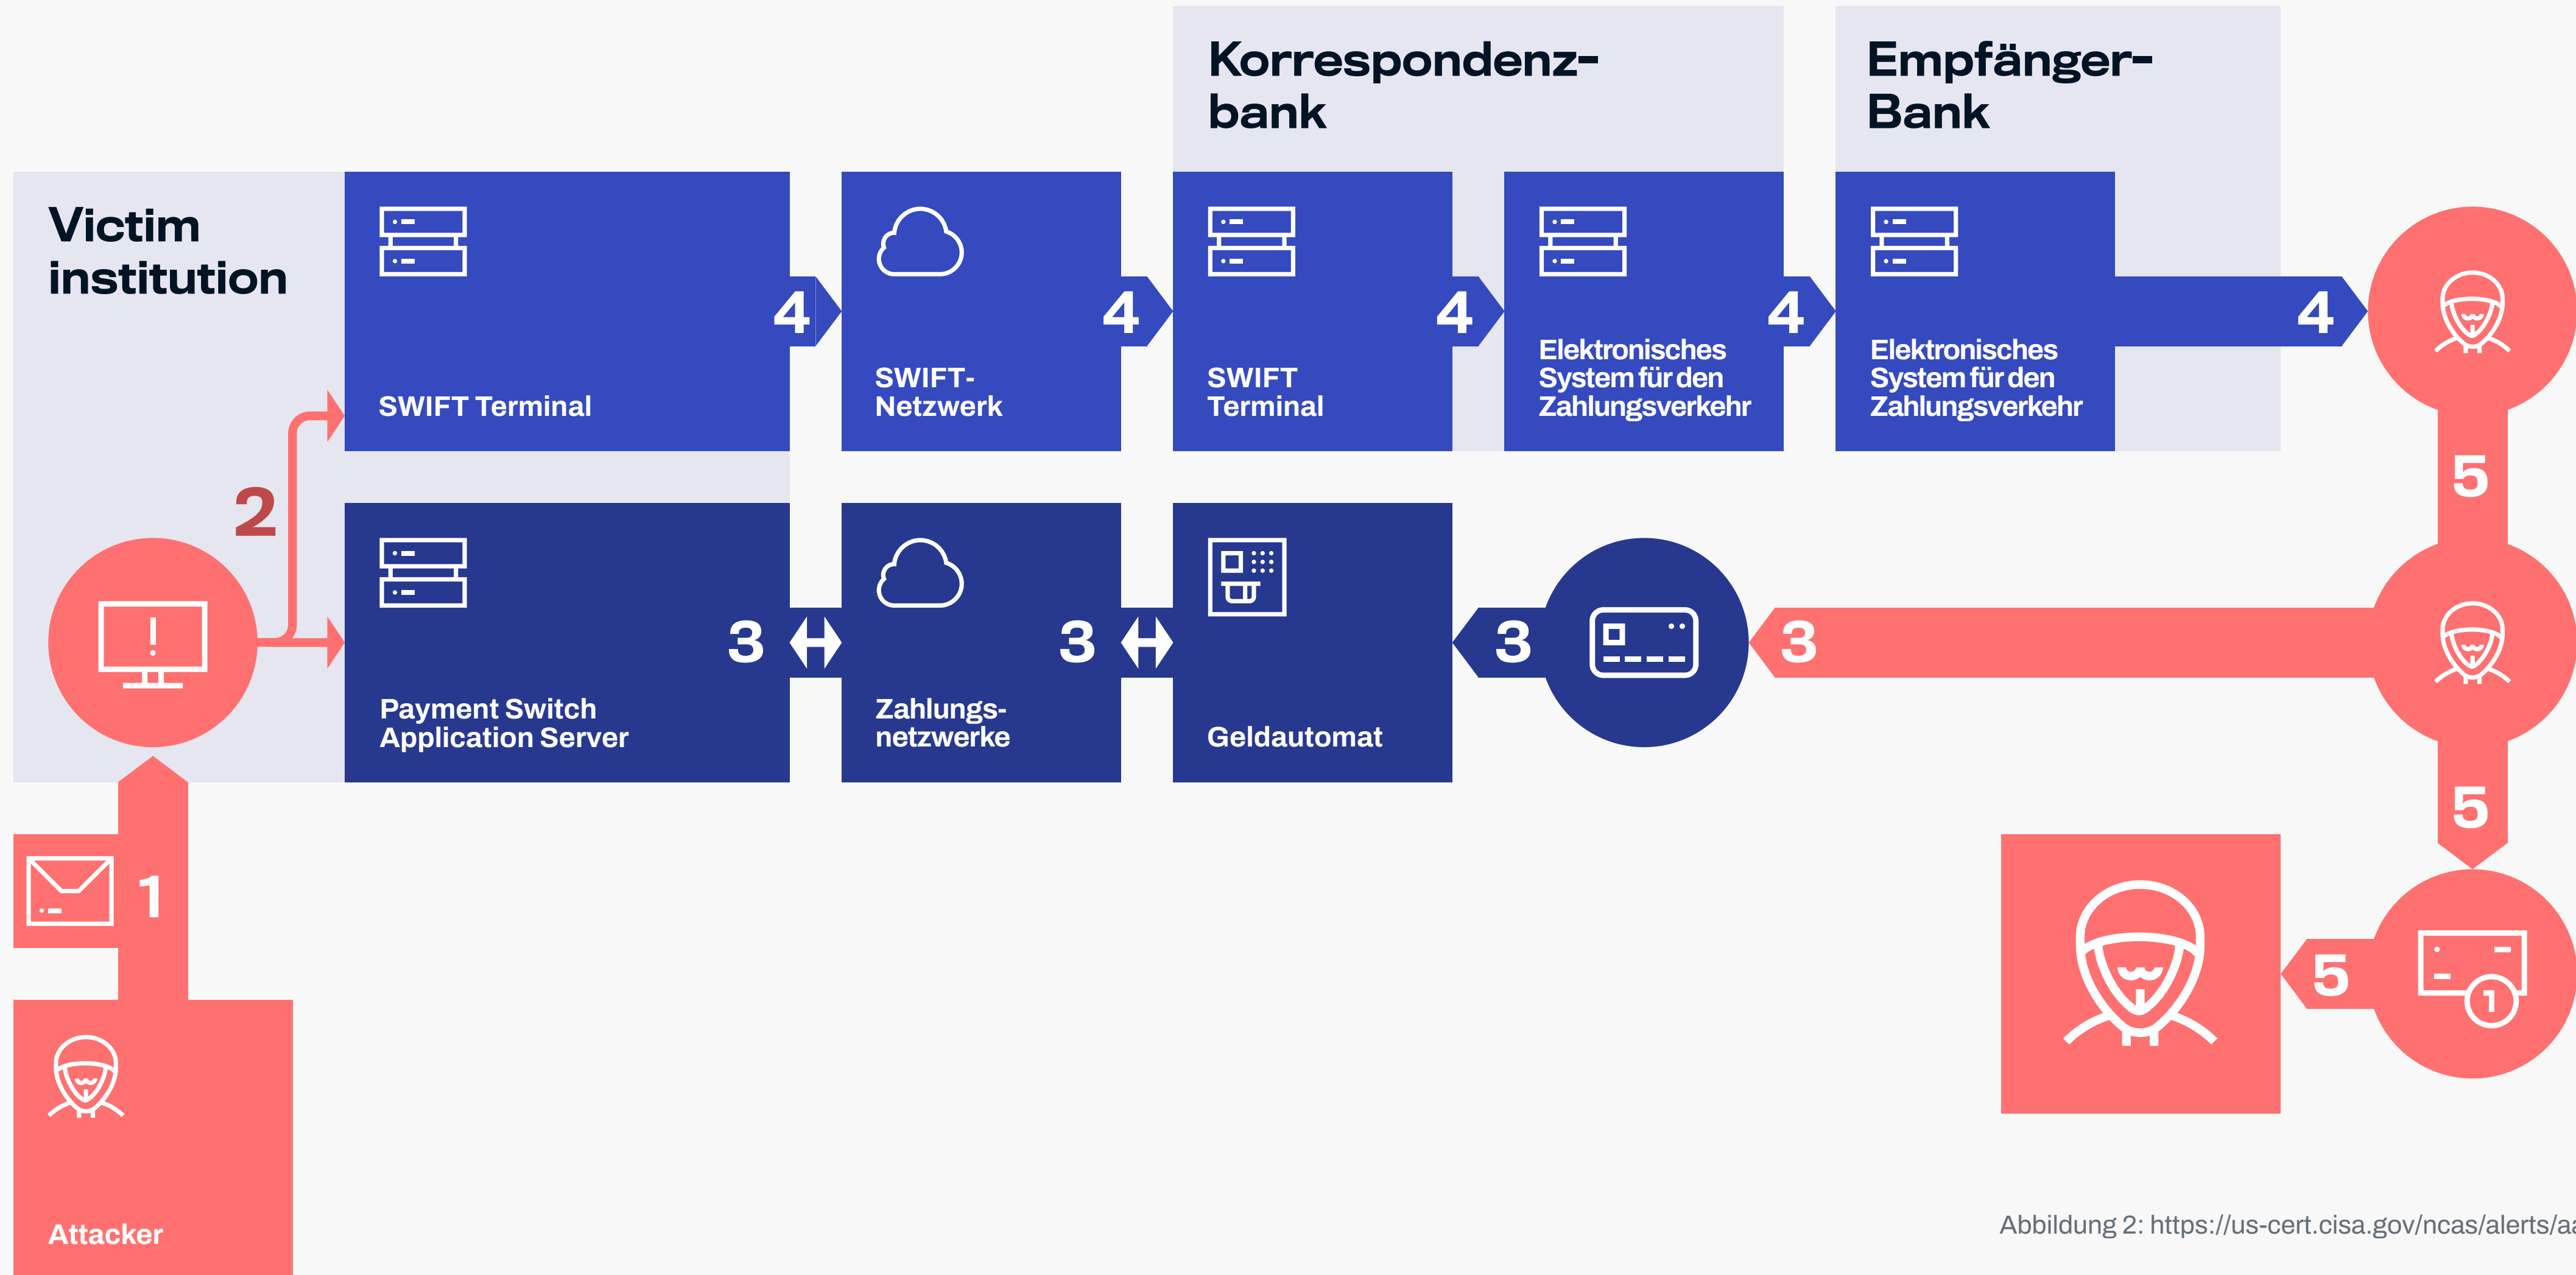 Korrespondenz-
bank
Empfänger-
Bank
Victim
institution
SWIFT Terminal
4
SWIFT-
Netzwerk
4
SWIFT
Terminal
4
Elektronisches
System für den
Zahlungsverkehr
4
Elektronisches
System für den
Zahlungsverkehr
4
5
2
Payment Switch
Application Server
3
Zahlungs-
netzwerke
3
Geldautomat
3
3
5
1
5
1
Attacker
Abbildung 2: https://us-cert.cisa.gov/ncas/alerts/